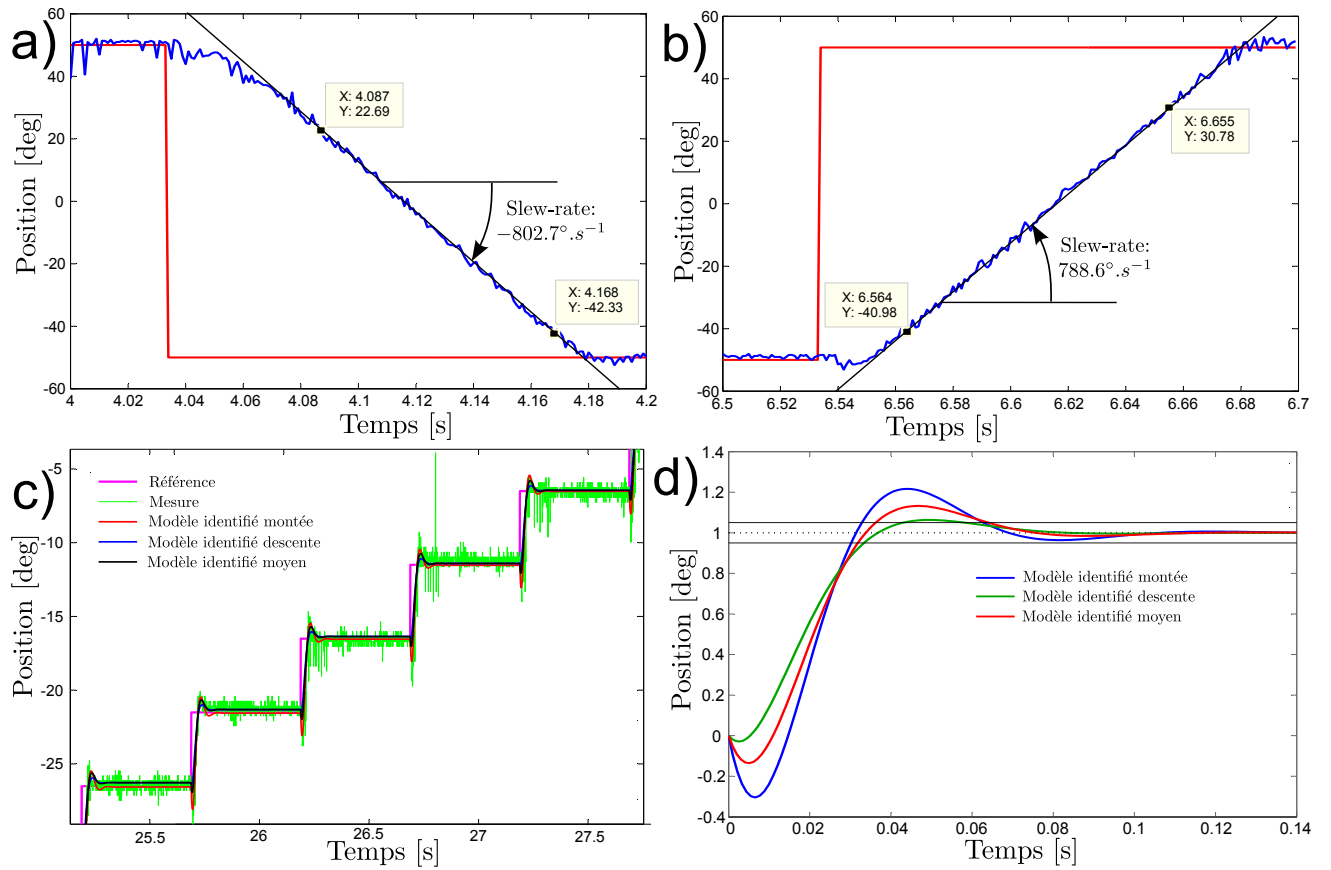 a)
Position [deg]
60
40
20
0
-20
-40
-60
X: 4.087
Y: 22.69
Slew-rate:
−802.7°.s⁻¹
X: 4.168
Y: -42.33
4
4.02
4.04
4.06
4.08
4.1
4.12
4.14
4.16
4.18
4.2
Temps [s]
b)
Position [deg]
60
40
20
0
-20
-40
-60
X: 6.655
Y: 30.78
Slew-rate:
788.6°.s⁻¹
X: 6.564
Y: -40.98
6.5
6.52
6.54
6.56
6.58
6.6
6.62
6.64
6.66
6.68
6.7
Temps [s]
c)
Position [deg]
-5
-10
-15
-20
-25
Référence
Mesure
Modèle identifié montée
Modèle identifié descente
Modèle identifié moyen
25.5
26
26.5
27
27.5
Temps [s]
d)
Position [deg]
1.4
1.2
1
0.8
0.6
0.4
0.2
0
-0.2
-0.4
Modèle identifié montée
Modèle identifié descente
Modèle identifié moyen
0
0.02
0.04
0.06
0.08
0.1
0.12
0.14
Temps [s]